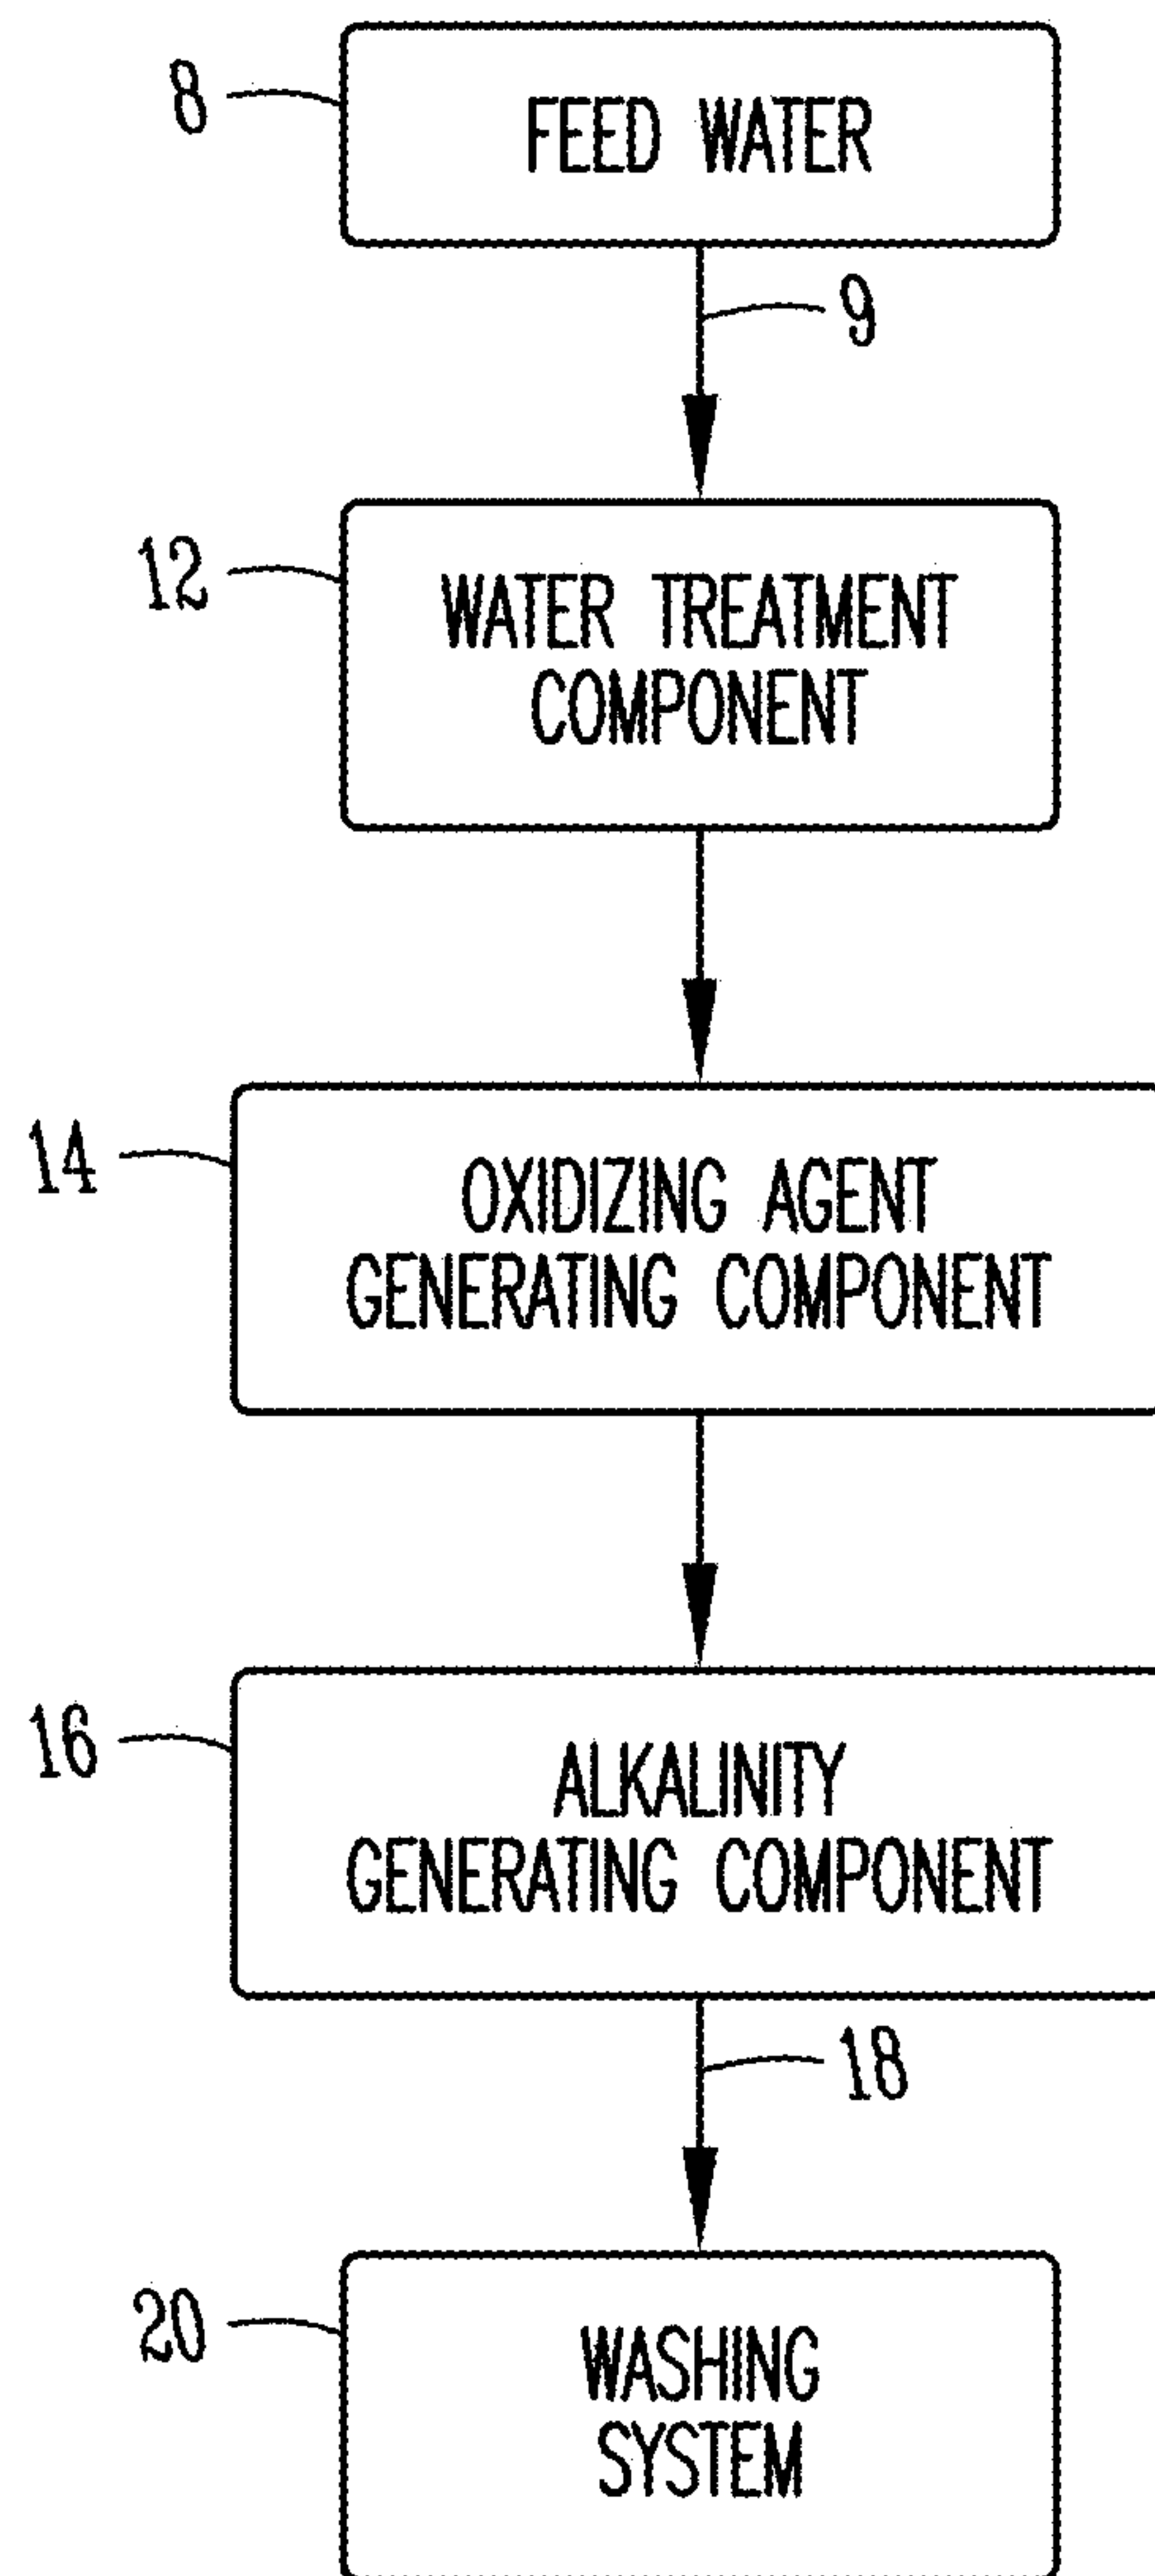 8
FEED WATER
9
12
WATER TREATMENT
COMPONENT
14
OXIDIZING AGENT
GENERATING COMPONENT
16
ALKALINITY
GENERATING COMPONENT
18
20
WASHING
SYSTEM